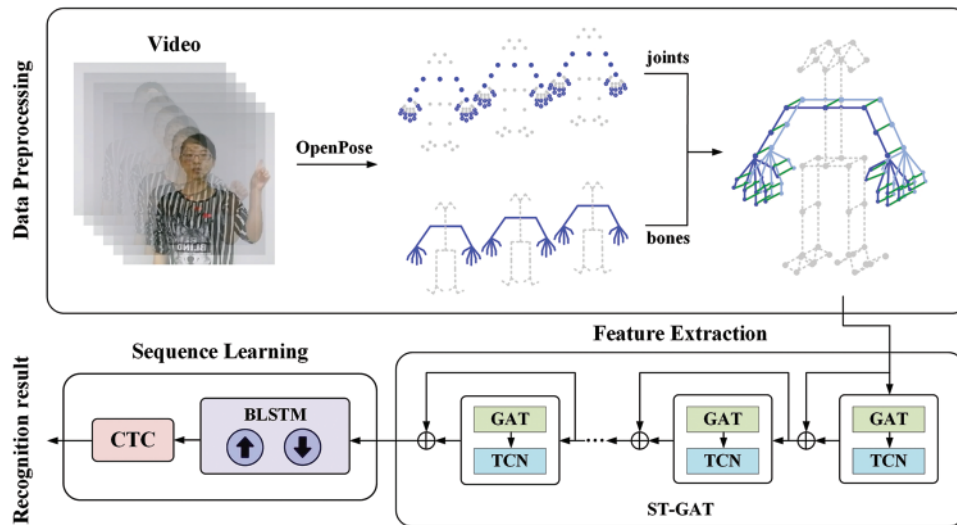 Data Preprocessing
Video
OpenPose
joints
bones
Recognition result
Sequence Learning
Feature Extraction
CTC
BLSTM
GAT
TCN
GAT
TCN
GAT
TCN
ST-GAT